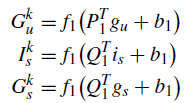 G_u^k = f_1(P_1^T g_u + b_1)
I_s^k = f_1(Q_1^T i_s + b_1)
G_s^k = f_1(Q_1^T g_s + b_1)